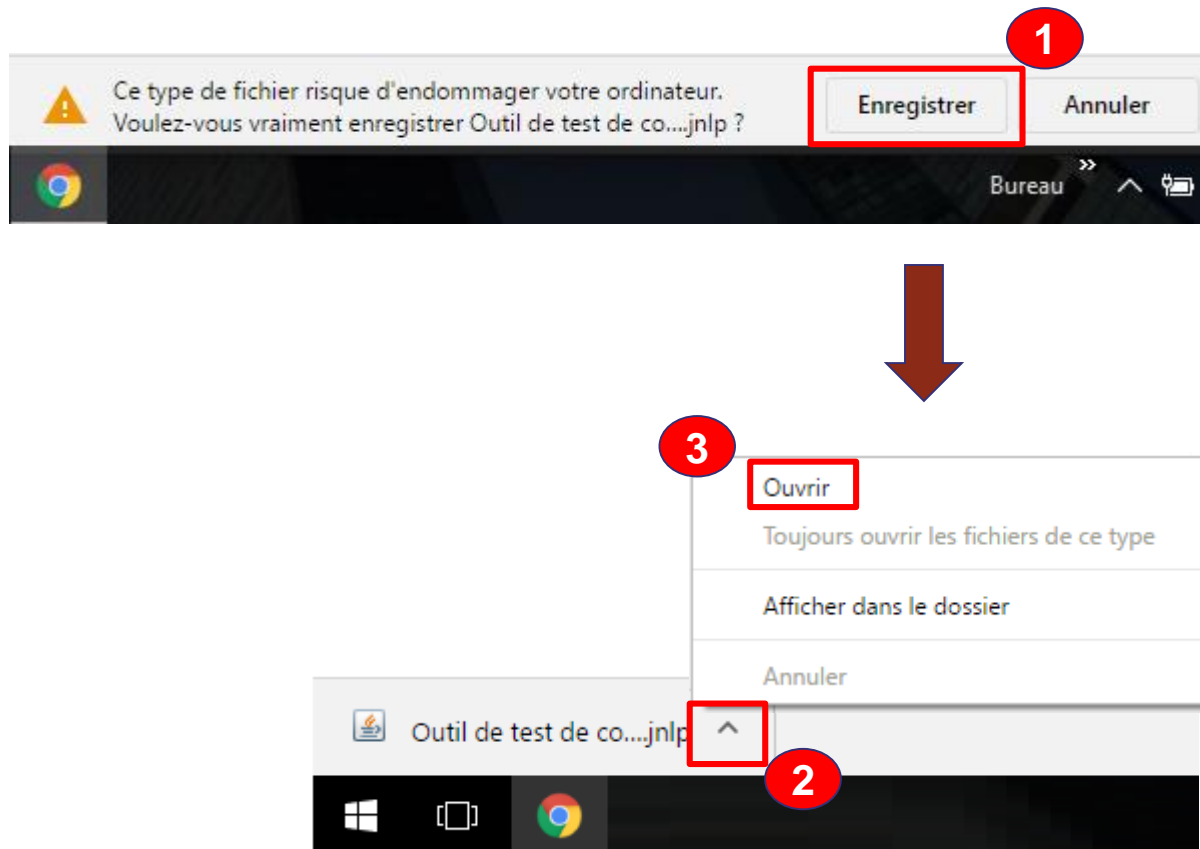 1
Ce type de fichier risque d'endommager votre ordinateur.
Voulez-vous vraiment enregistrer Outil de test de co....jnlp ?
Enregistrer
Annuler
Bureau
3
Ouvrir
Toujours ouvrir les fichiers de ce type
Afficher dans le dossier
Annuler
Outil de test de co....jnlp
2